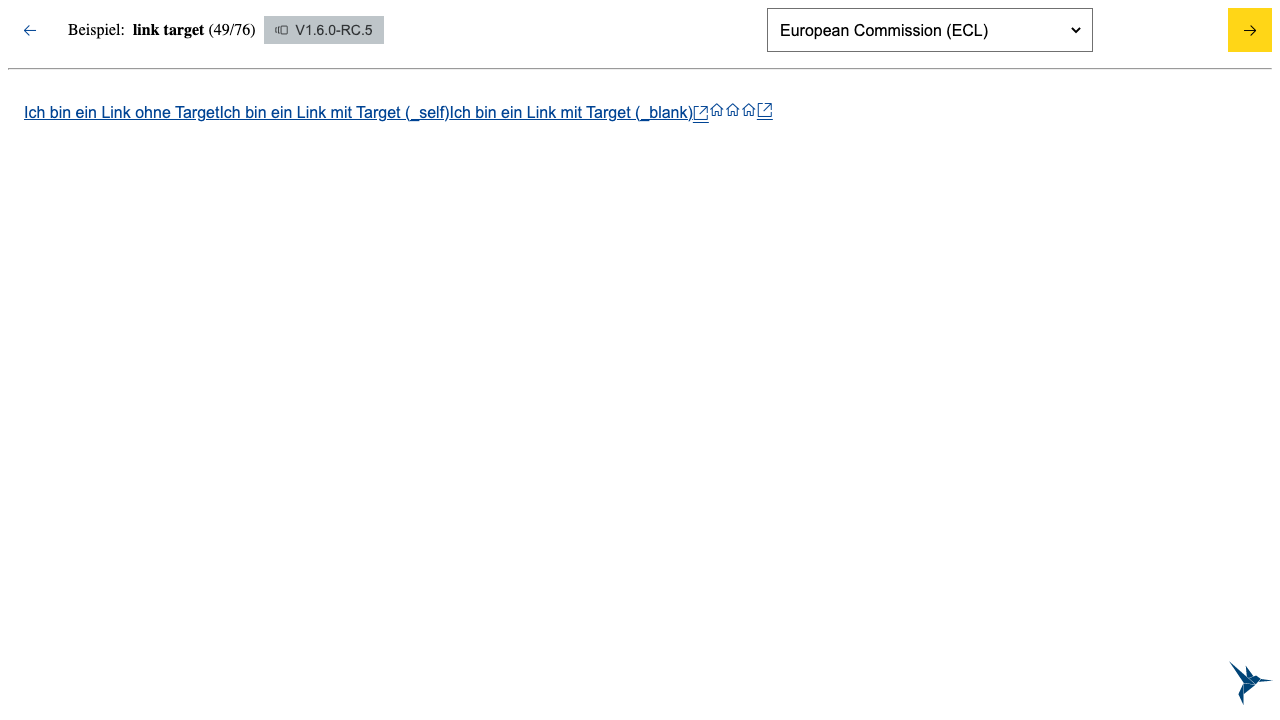 Beispiel: link target (49/76) V1.6.0-RC.5 European Commission (ECL)
Ich bin ein Link ohne TargetIch bin ein Link mit Target (_self)Ich bin ein Link mit Target (_blank)